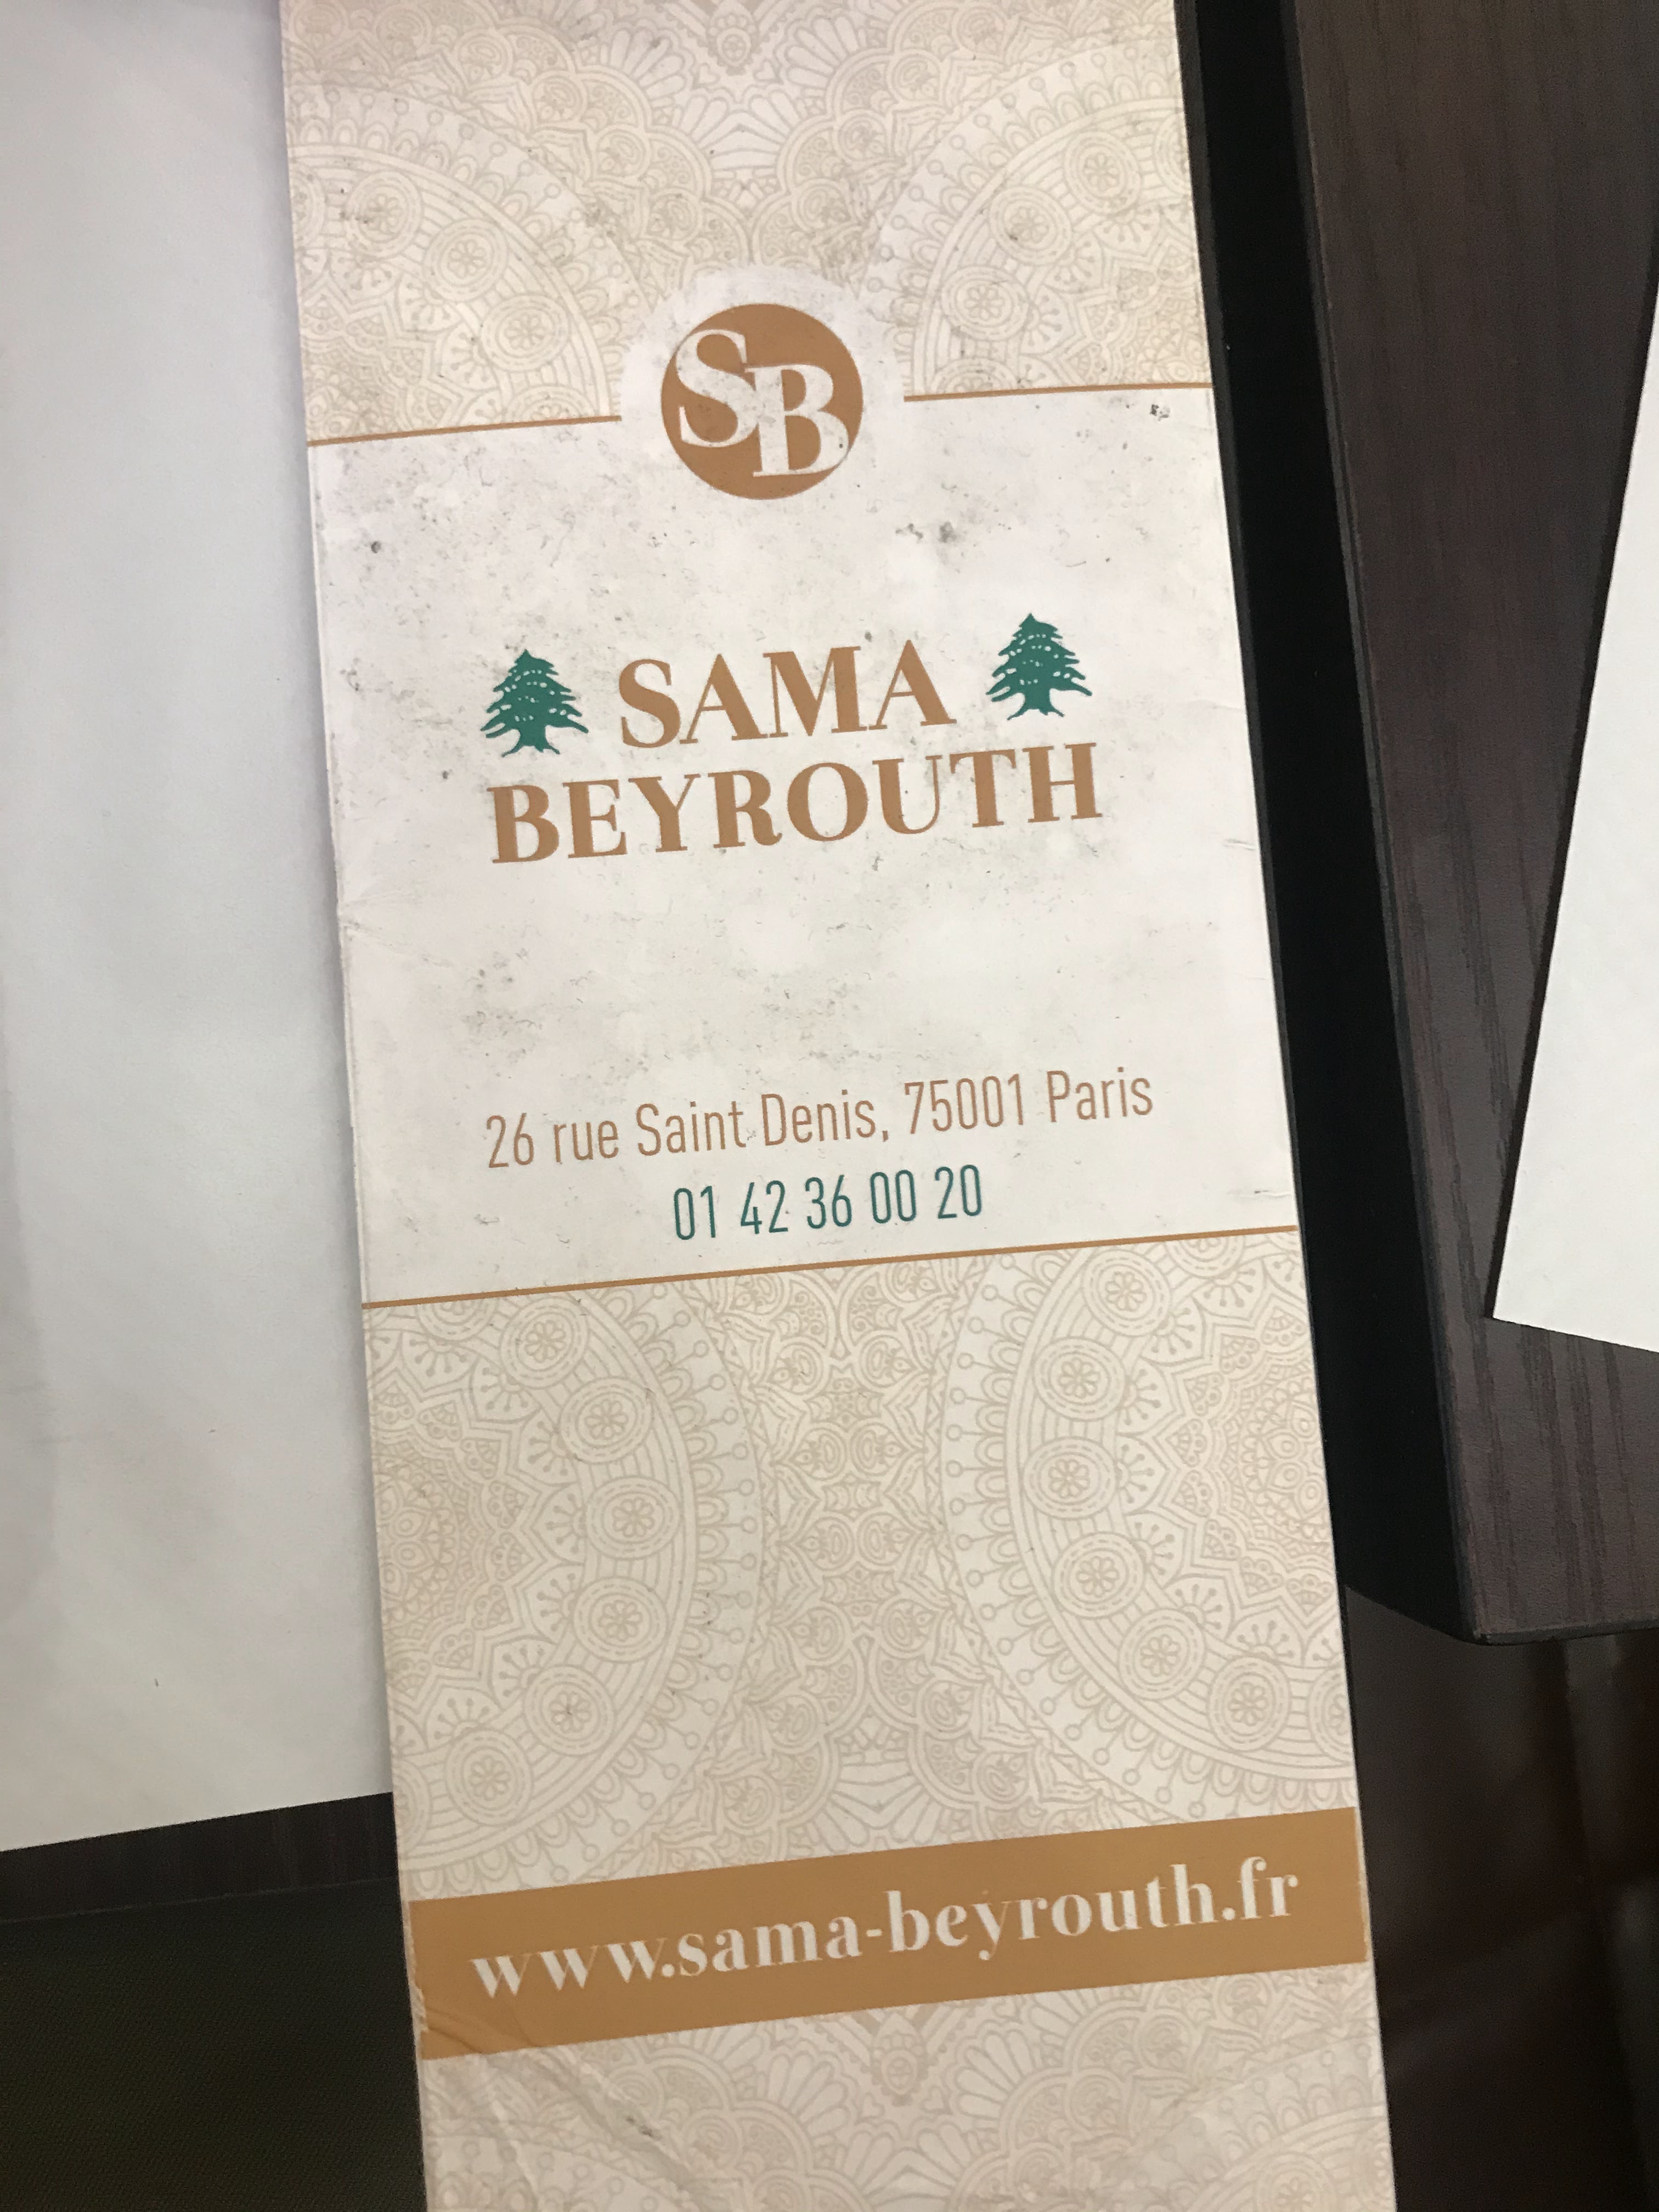 SB
SAMA
BEYROUTH
26 rue Saint Denis, 75001 Paris
01 42 36 00 20
www.sama-beyrouth.fr